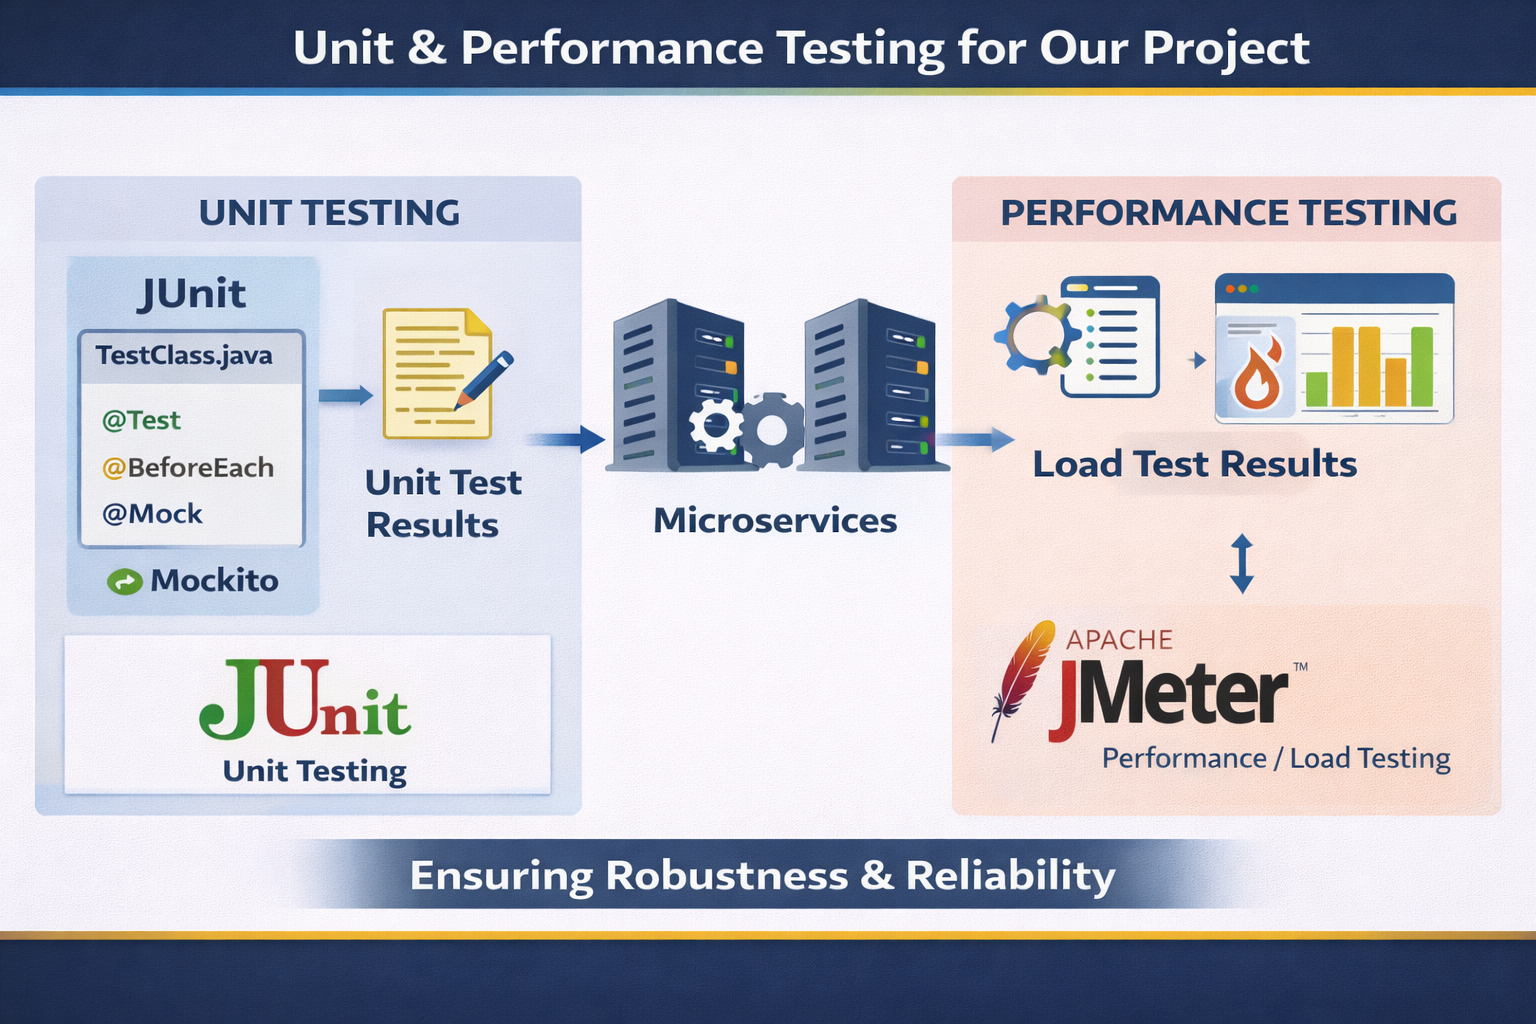 Unit & Performance Testing for Our Project
UNIT TESTING
JUnit
TestClass.java
@Test
@BeforeEach
@Mock
Mockito
Unit Test
Results
JUnit
Unit Testing
Microservices
PERFORMANCE TESTING
Load Test Results
APACHE
JMeter™
Performance / Load Testing
Ensuring Robustness & Reliability